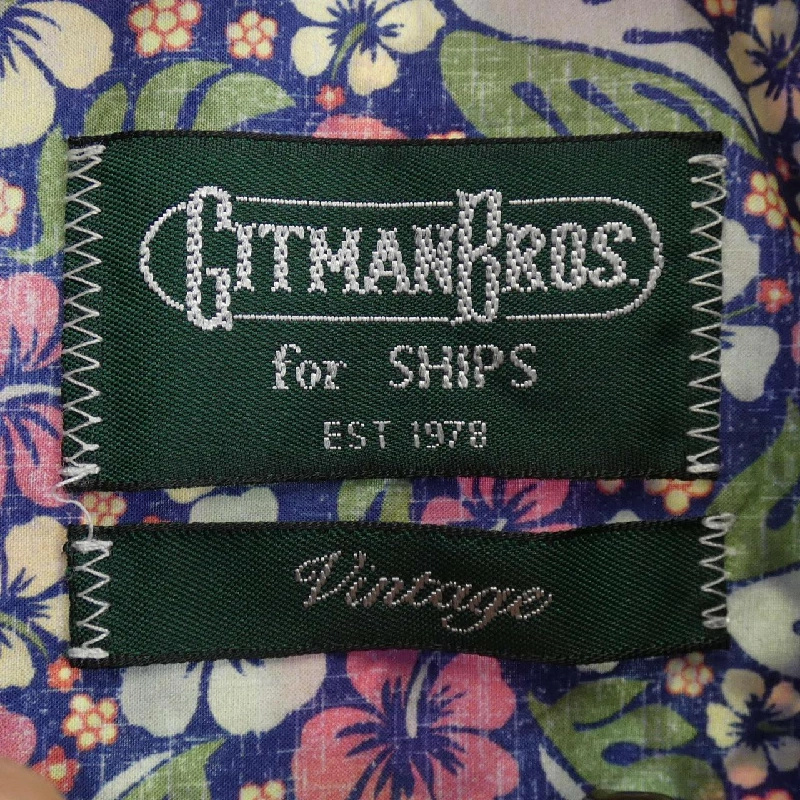 GITMAN BROS.
for SHIPS
EST 1978
Vintage